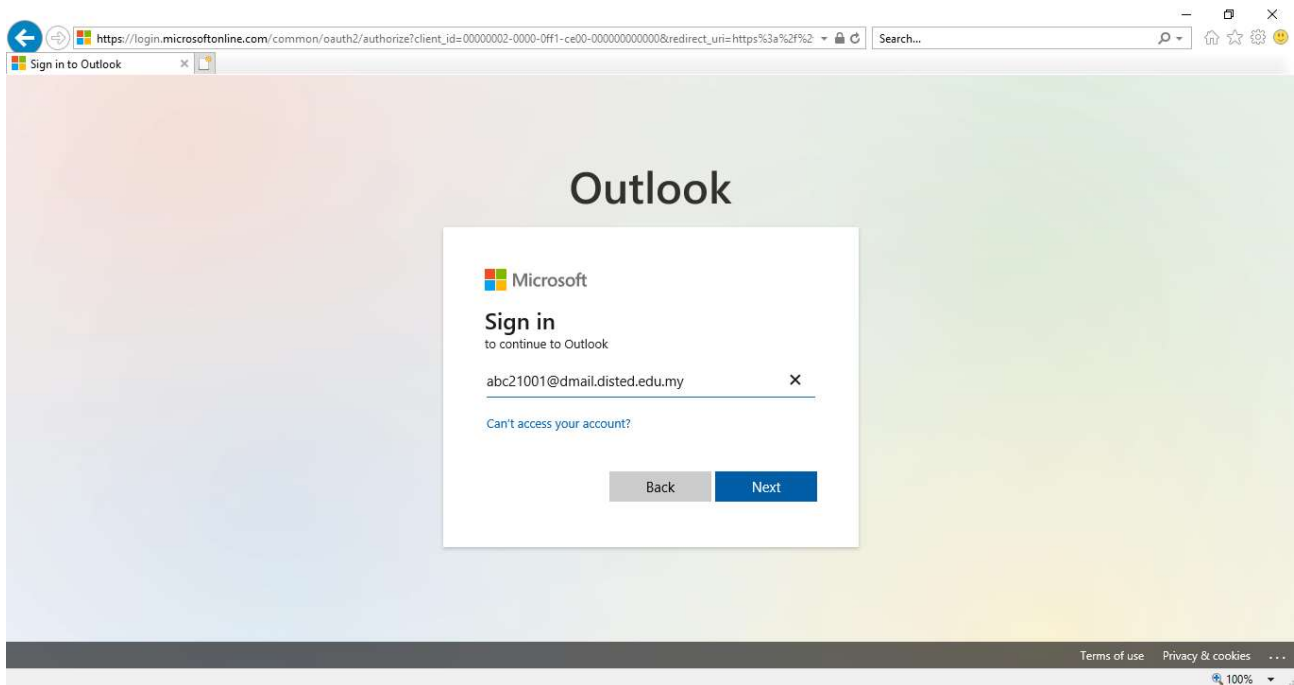 https://login.microsoftonline.com/common/oauth2/authorize?client_id=00000002-0000-0ff1-ce00-000000000000&redirect_uri=https%3a%2f%2
Search...
Sign in to Outlook
Outlook
Microsoft
Sign in
to continue to Outlook
abc21001@dmail.disted.edu.my
Can't access your account?
Back Next
Terms of use Privacy & cookies ...
100%